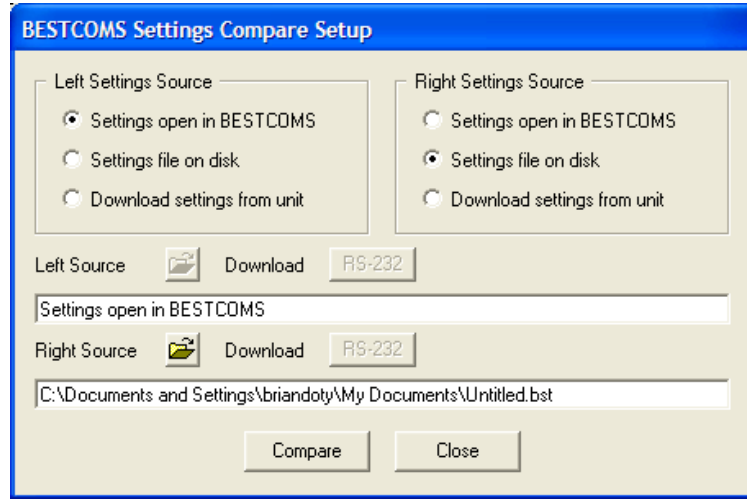 BESTCOMS Settings Compare Setup
Left Settings Source
Right Settings Source
Settings open in BESTCOMS
Settings open in BESTCOMS
Settings file on disk
Settings file on disk
Download settings from unit
Download settings from unit
Left Source Download RS-232
Settings open in BESTCOMS
Right Source Download RS-232
C:\Documents and Settings\briandoty\My Documents\Untitled.bst
Compare Close